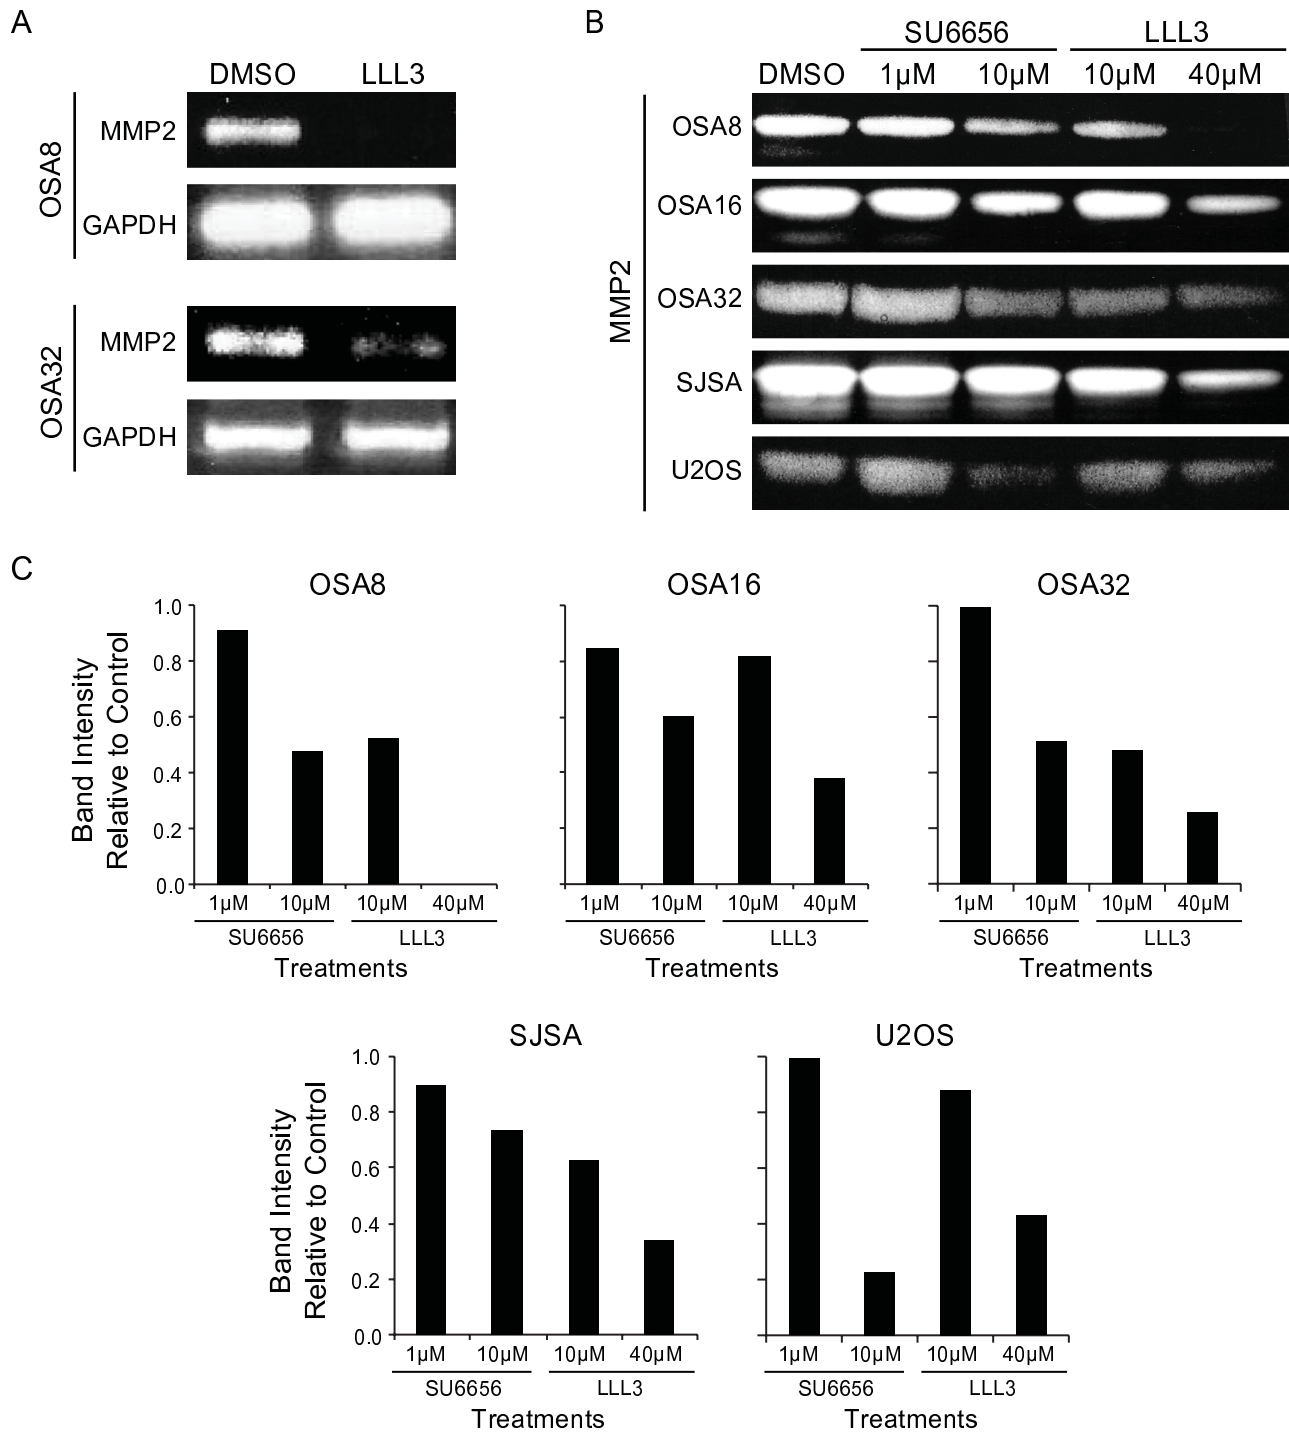 A
DMSO LLL3
OSA8
MMP2
GAPDH
OSA32
MMP2
GAPDH
B
SU6656 LLL3
DMSO 1µM 10µM 10µM 40µM
MMP2
OSA8
OSA16
OSA32
SJSA
U2OS
C
OSA8
Band Intensity
Relative to Control
1.0
0.8
0.6
0.4
0.2
0.0
1µM 10µM 10µM 40µM
SU6656 LLL3
Treatments
OSA16
1µM 10µM 10µM 40µM
SU6656 LLL3
Treatments
OSA32
1µM 10µM 10µM 40µM
SU6656 LLL3
Treatments
SJSA
Band Intensity
Relative to Control
1.0
0.8
0.6
0.4
0.2
0.0
1µM 10µM 10µM 40µM
SU6656 LLL3
Treatments
U2OS
1µM 10µM 10µM 40µM
SU6656 LLL3
Treatments